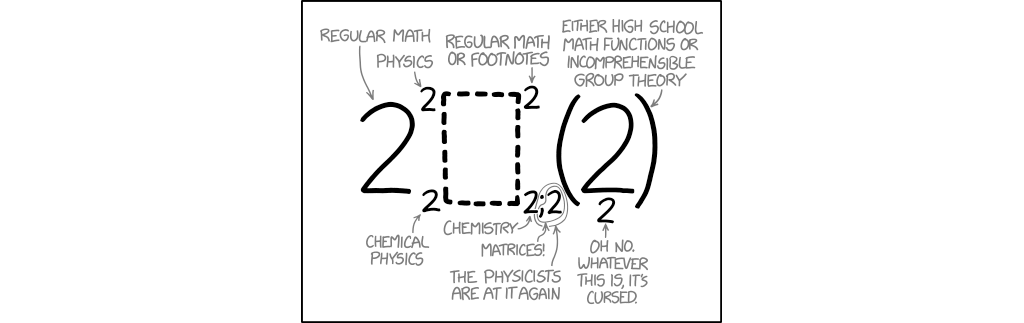 REGULAR MATH
PHYSICS
REGULAR MATH
OR FOOTNOTES
EITHER HIGH SCHOOL
MATH FUNCTIONS OR
INCOMPREHENSIBLE
GROUP THEORY
2 2 2 (2)
2 2;2 2
CHEMICAL
PHYSICS
CHEMISTRY
MATRICES!
THE PHYSICISTS
ARE AT IT AGAIN
OH NO.
WHATEVER
THIS IS, IT'S
CURSED.